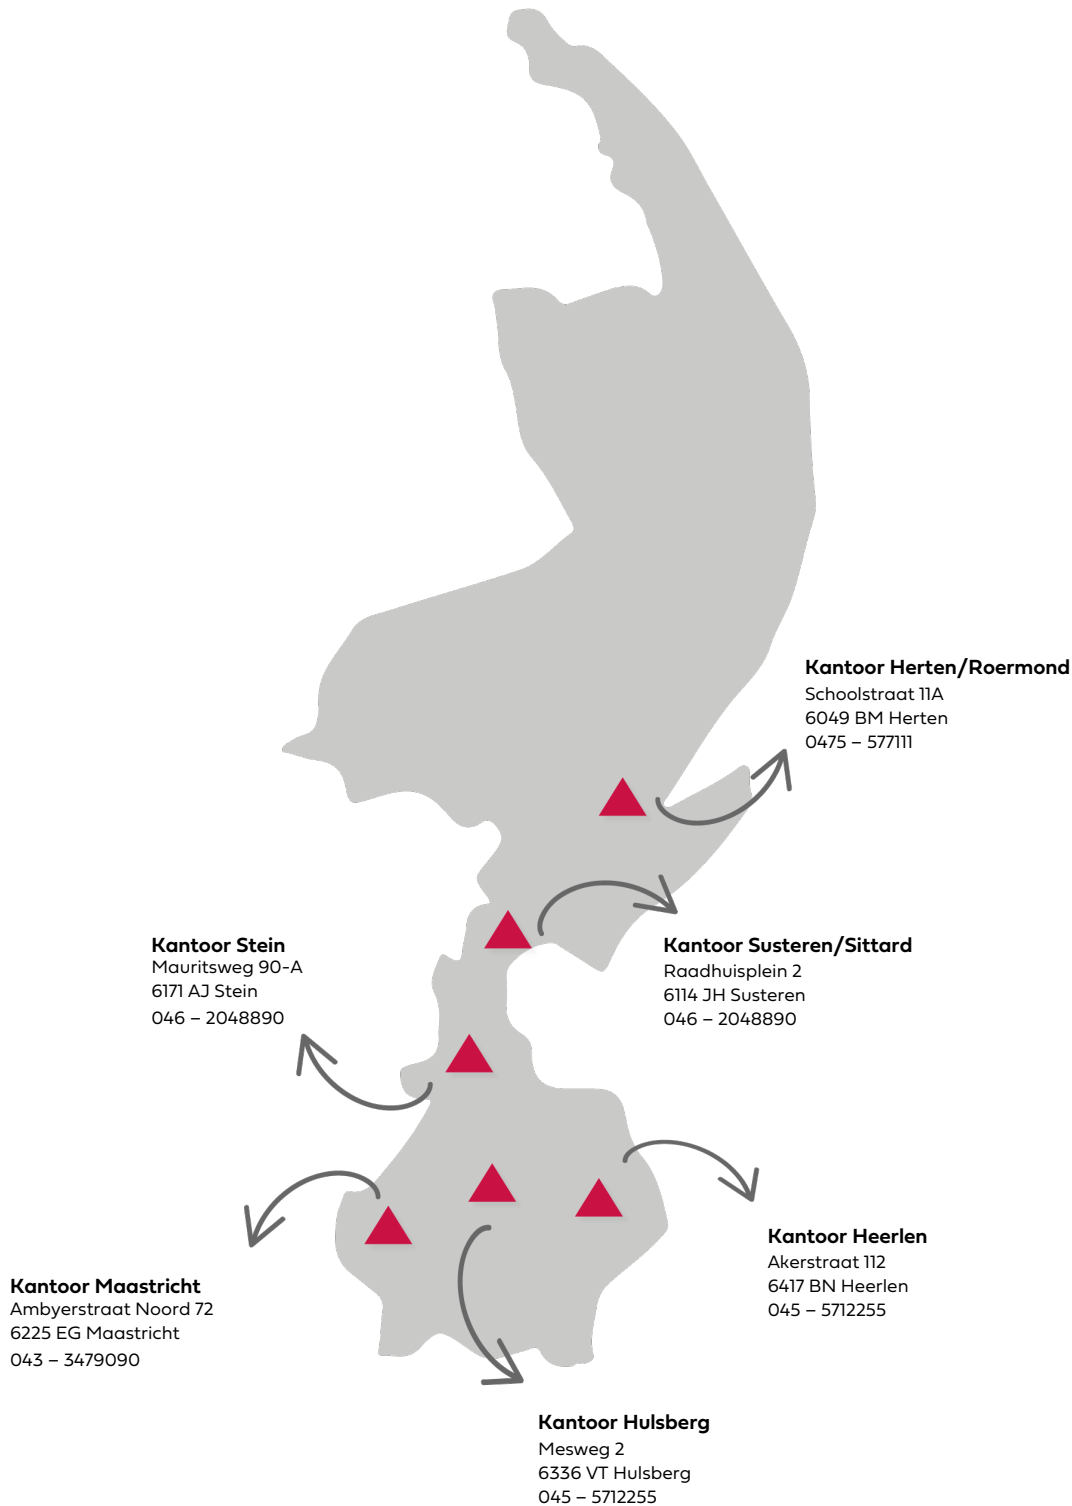 Kantoor Herten/Roermond
Schoolstraat 11A
6049 BM Herten
0475 – 577111
Kantoor Stein
Mauritsweg 90-A
6171 AJ Stein
046 – 2048890
Kantoor Susteren/Sittard
Raadhuisplein 2
6114 JH Susteren
046 – 2048890
Kantoor Heerlen
Akerstraat 112
6417 BN Heerlen
045 – 5712255
Kantoor Maastricht
Ambyerstraat Noord 72
6225 EG Maastricht
043 – 3479090
Kantoor Hulsberg
Mesweg 2
6336 VT Hulsberg
045 – 5712255